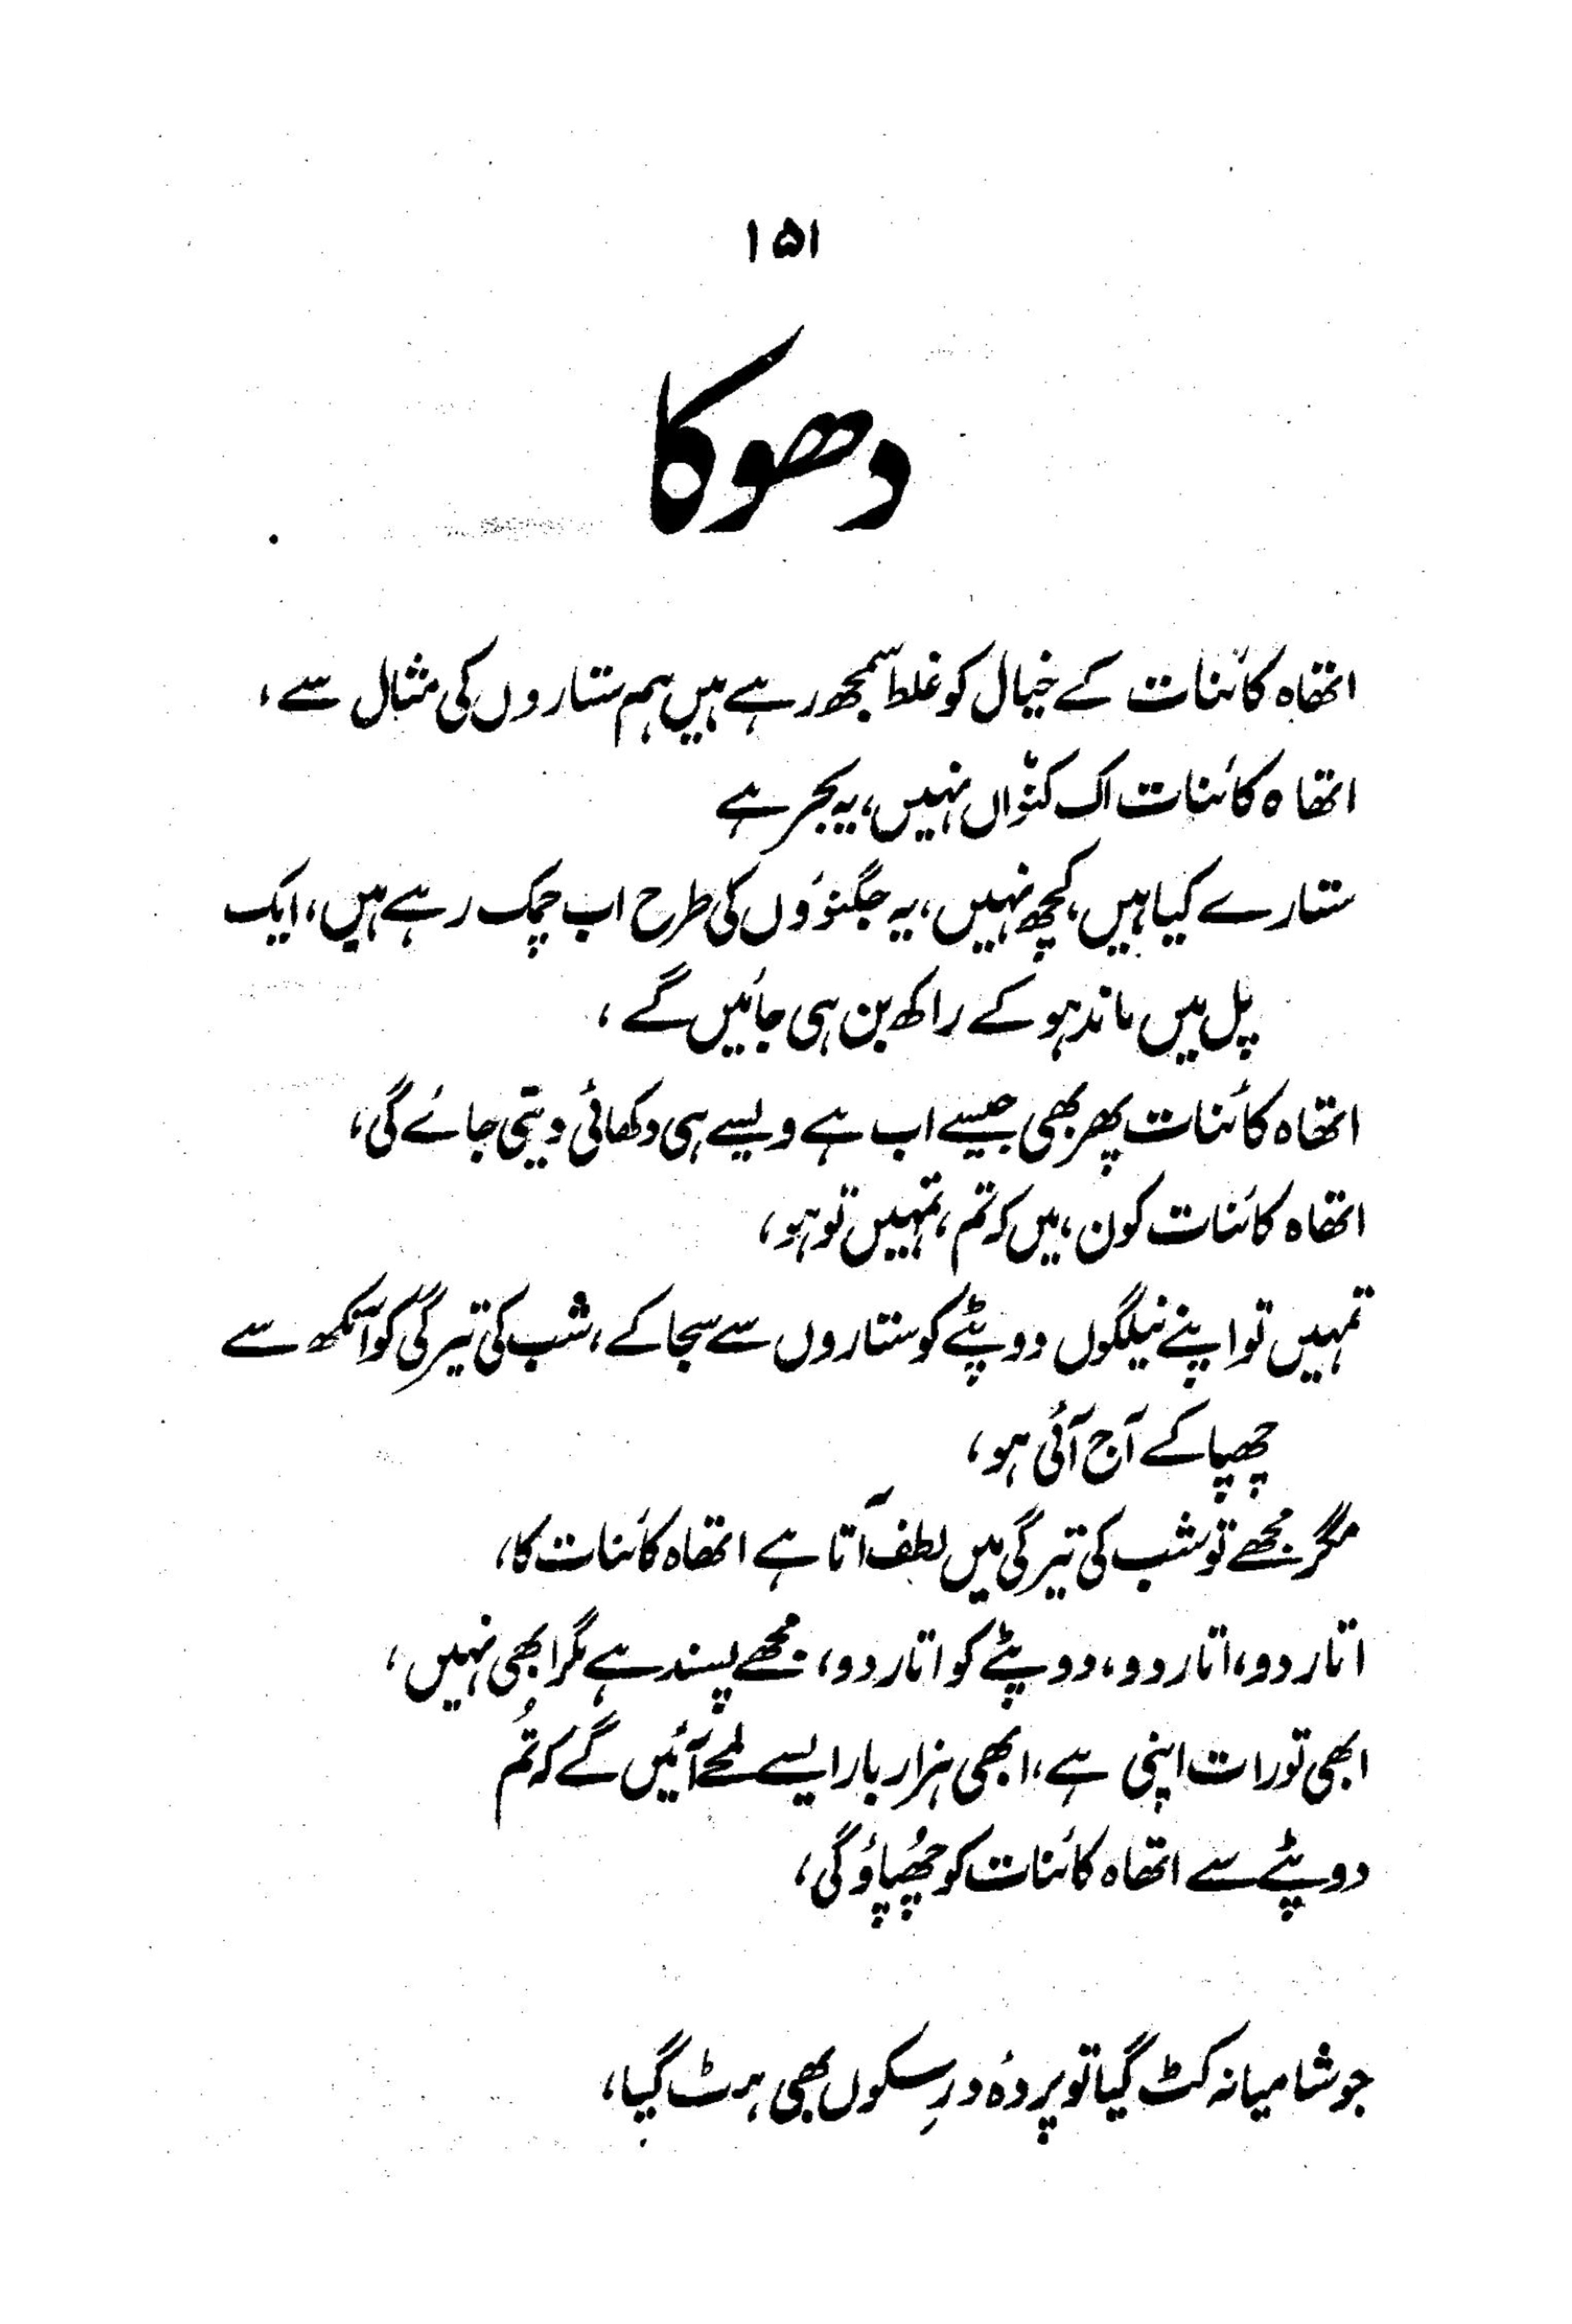 ۱۵۱
دھوکا
اتھاہ کائنات کے خیال کو غلط سمجھ رہے ہیں ہم ستاروں کی مثال سے،
اتھاہ کائنات اک کنؤاں نہیں، یہ بحر ہے
ستارے کیا ہیں، کچھ نہیں، یہ جگنوؤں کی طرح اب چمک رہے ہیں، ایک
پل میں ماند ہو کے راکھ بن ہی جائیں گے،
اتھاہ کائنات پھر بھی جیسے اب ہے ویسے ہی دکھائی دیتی جائے گی،
اتھاہ کائنات کون، میں کہ تم، تمہیں تو ہو،
تمہیں تو اپنے نیلگوں دوپٹے کو ستاروں سے سجا کے، شب کی تیرگی کو آنکھ سے
چھپا کے آج آئی ہو،
مگر مجھے تو شب کی تیرگی میں لطف آتا ہے اتھاہ کائنات کا،
اتار دو، اتار دو، دوپٹے کو اتار دو، مجھے پسند ہے مگر ابھی نہیں،
ابھی تو رات اپنی ہے، ابھی ہزار بار ایسے لمحے آئیں گے کہ تُم
دوپٹے سے اتھاہ کائنات کو چھُپاؤ گی،
جو شامیانہ کٹ گیا تو پردۂ درِ سکوں بھی ہٹ گیا،